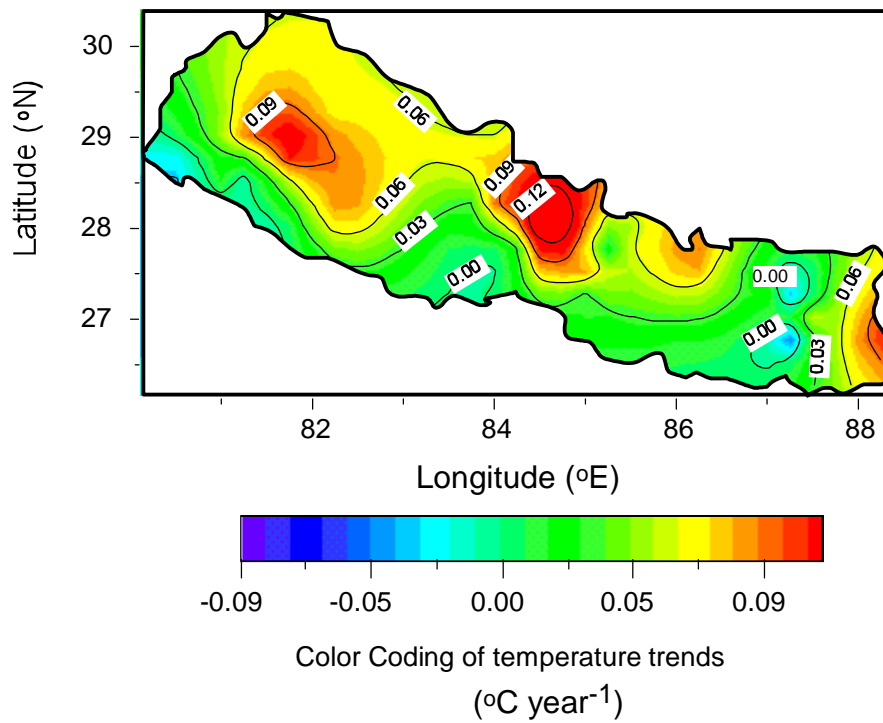 30
29
28
27
Latitude (°N)
0.09
0.06
0.06
0.03
0.00
0.09
0.12
0.00
0.06
0.00
0.03
82 84 86 88
Longitude (°E)
-0.09 -0.05 0.00 0.05 0.09
Color Coding of temperature trends
(°C year⁻¹)